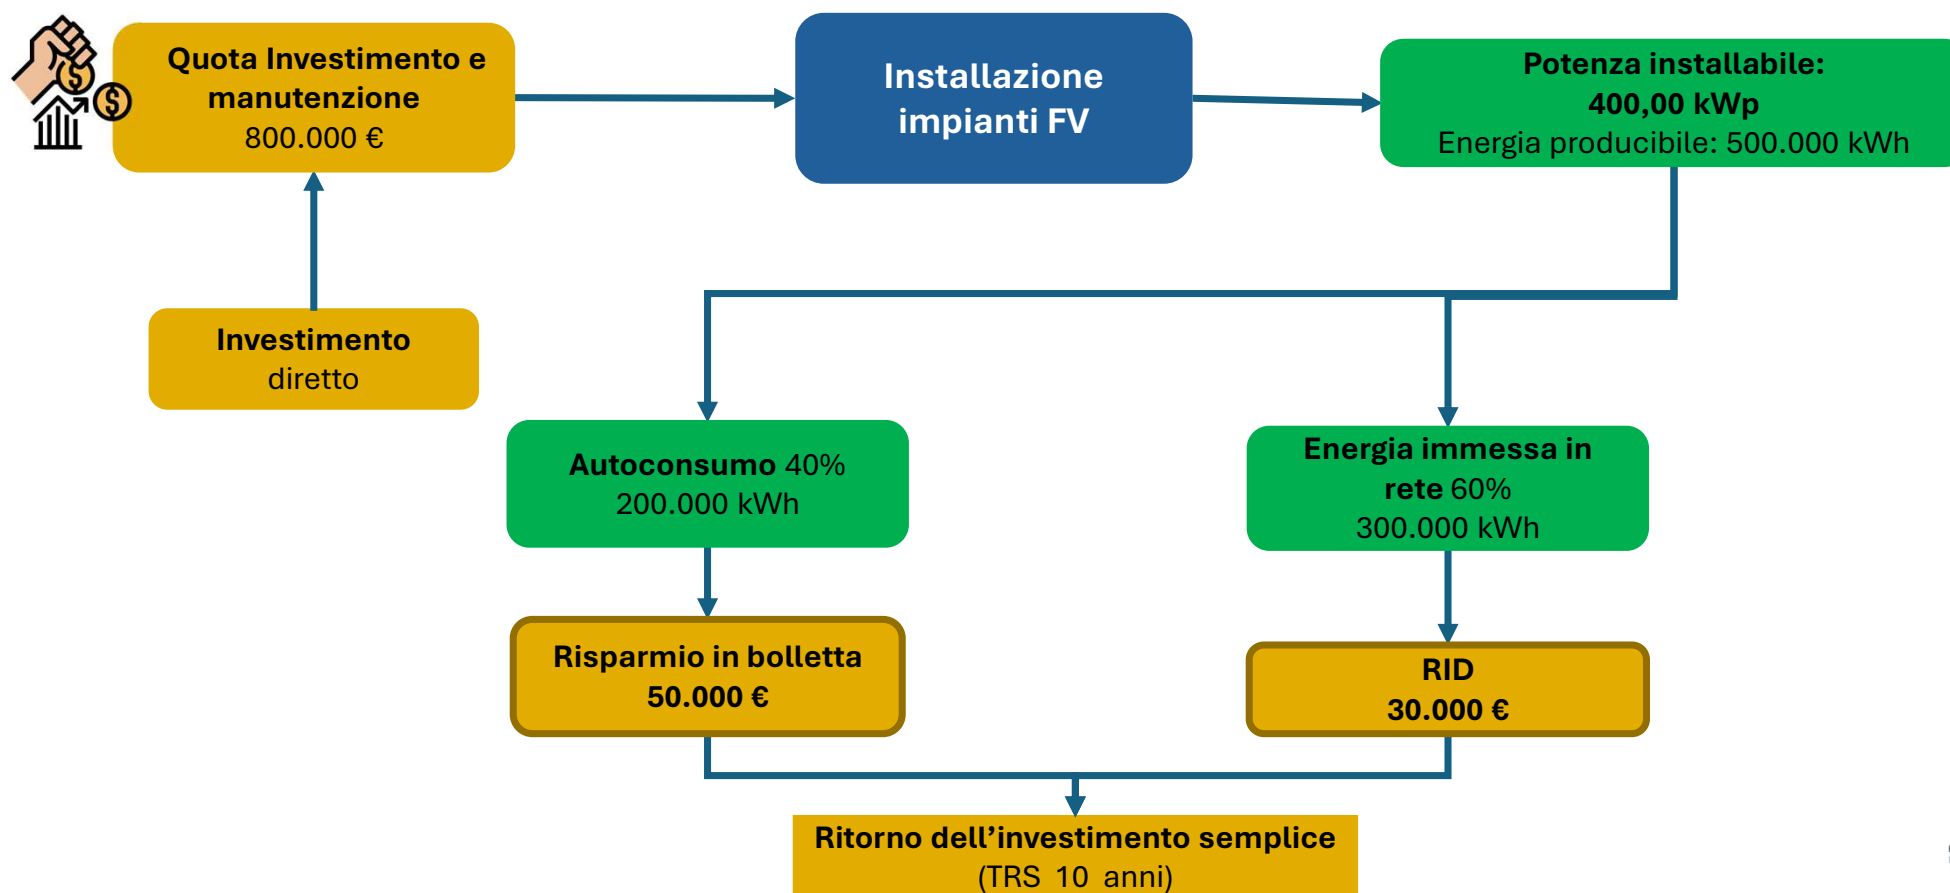 Quota Investimento e
manutenzione
800.000 €
Installazione
impianti FV
Potenza installabile:
400,00 kWp
Energia producibile: 500.000 kWh
Investimento
diretto
Autoconsumo 40%
200.000 kWh
Energia immessa in
rete 60%
300.000 kWh
Risparmio in bolletta
50.000 €
RID
30.000 €
Ritorno dell’investimento semplice
(TRS 10 anni)